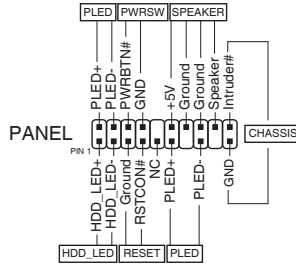 PLED PWRSW SPEAKER
PLED+
PLED-
PWRBTN#
GND
+5V
Ground
Ground
Speaker
Intruder#
PANEL
PIN 1
CHASSIS
HDD_LED+
HDD_LED-
Ground
RSTCON#
NC
PLED+
PLED-
GND
HDD_LED RESET PLED